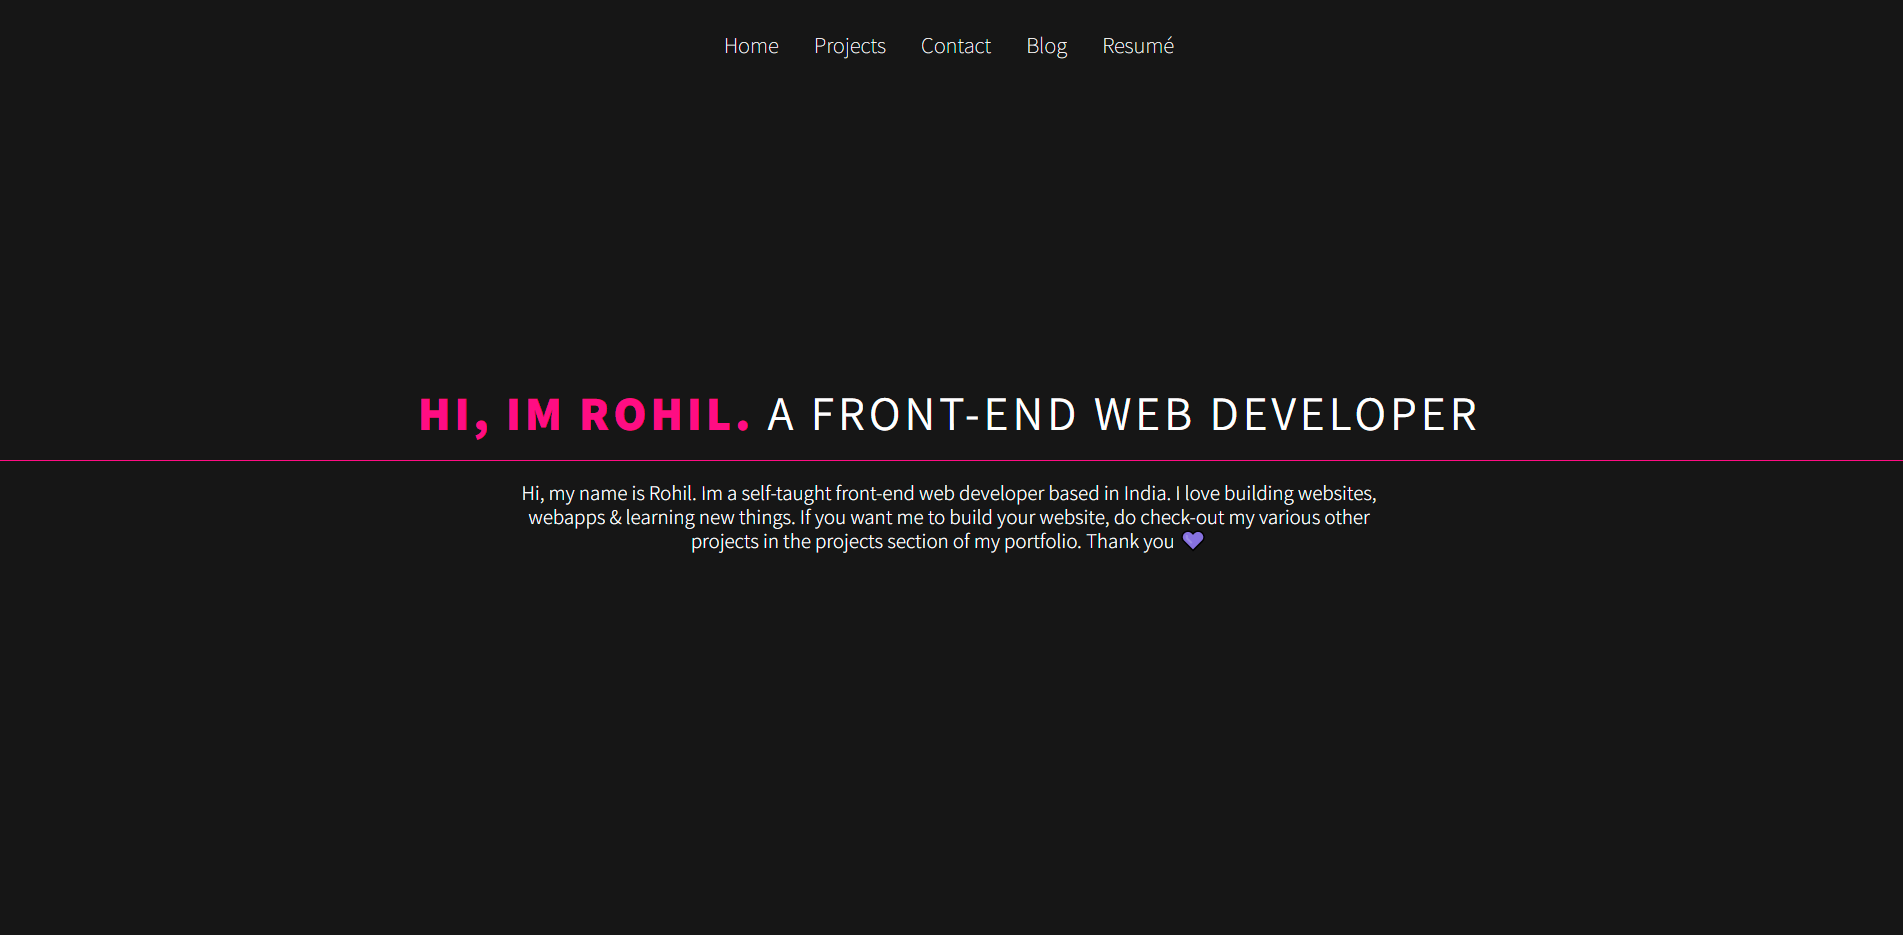 Home Projects Contact Blog Resumé
HI, IM ROHIL. A FRONT-END WEB DEVELOPER
Hi, my name is Rohil. Im a self-taught front-end web developer based in India. I love building websites,
webapps & learning new things. If you want me to build your website, do check-out my various other
projects in the projects section of my portfolio. Thank you 💜